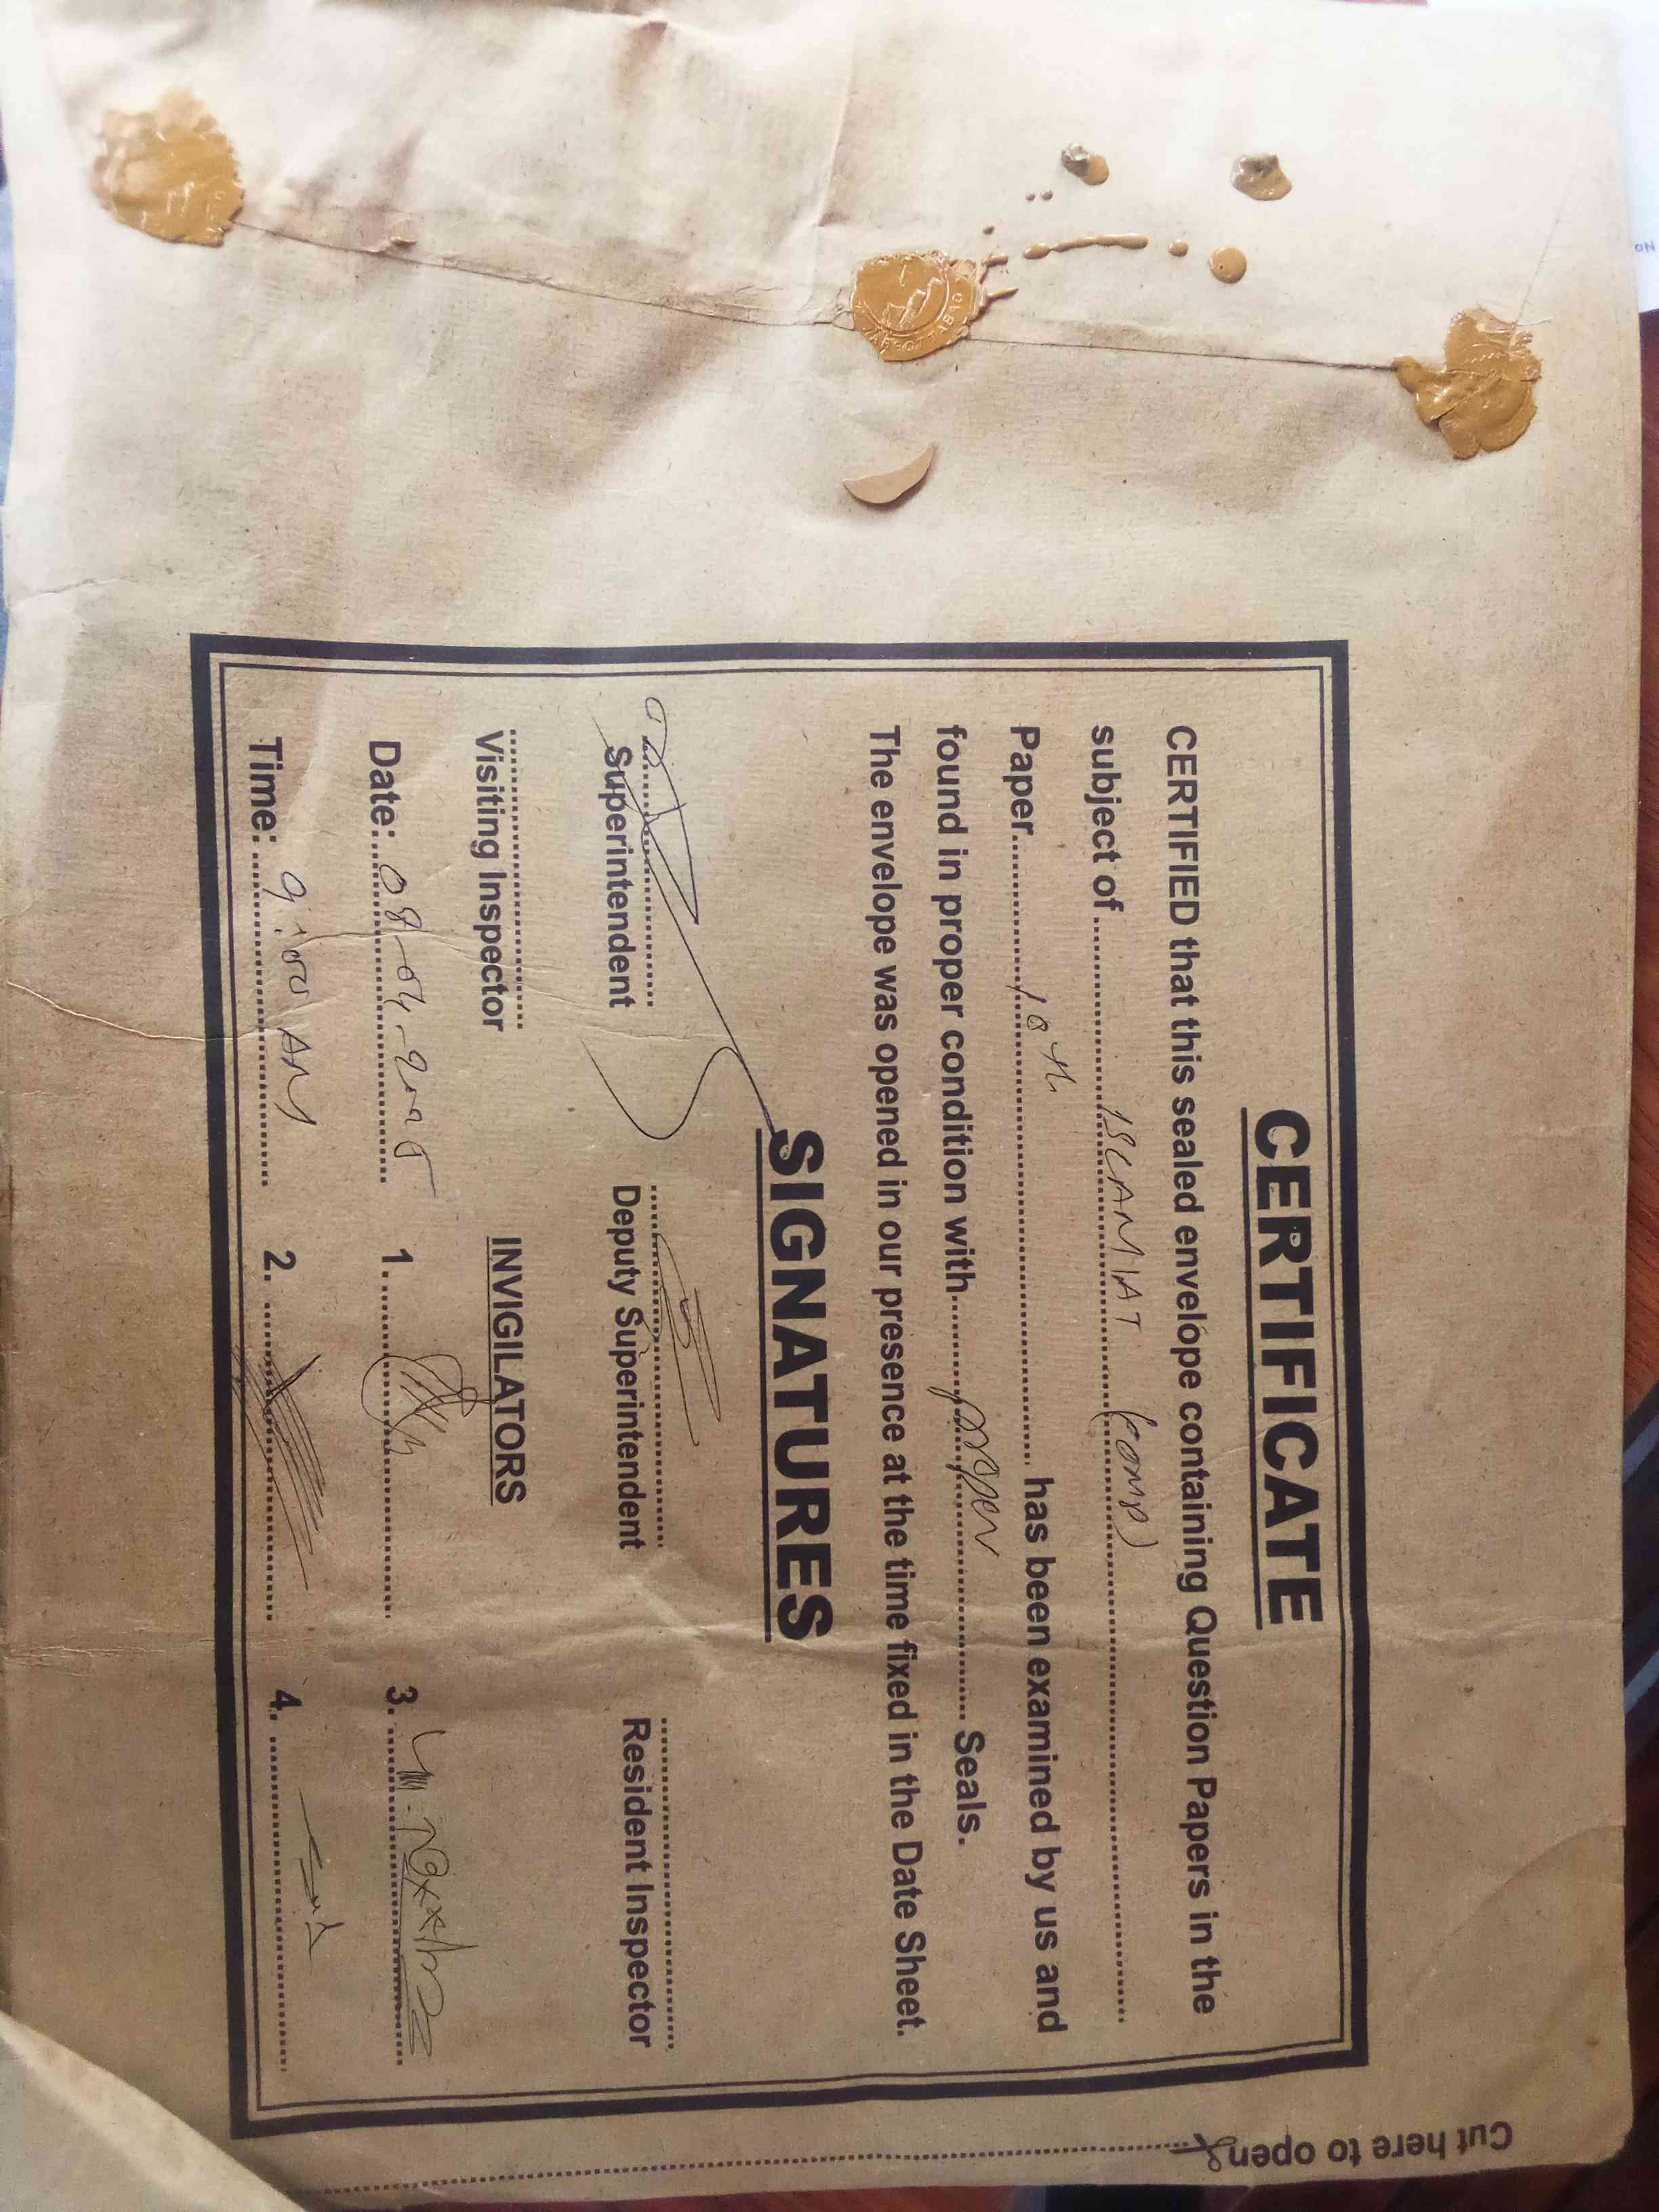 CERTIFICATE
CERTIFIED that this sealed envelope containing Question Papers in the
subject of ISLAMIAT (COMP)
Paper 10th has been examined by us and
found in proper condition with proper Seals.
The envelope was opened in our presence at the time fixed in the Date Sheet.
SIGNATURES
Superintendent Deputy Superintendent Resident Inspector
Visiting Inspector INVIGILATORS
Date: 08-04-2025 1. 3.
Time: 9:00 AM 2. 4.
Cut here to open
ABBOTTABAD